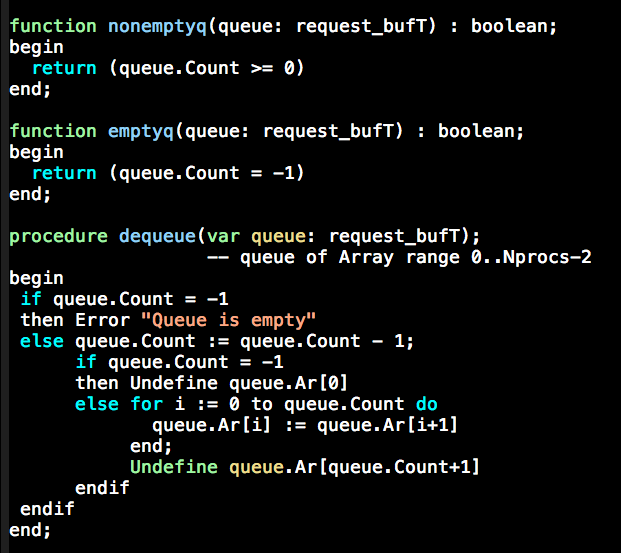 function nonemptyq(queue: request_bufT) : boolean;
begin
  return (queue.Count >= 0)
end;

function emptyq(queue: request_bufT) : boolean;
begin
  return (queue.Count = -1)
end;

procedure dequeue(var queue: request_bufT);
                  -- queue of Array range 0..Nprocs-2
begin
 if queue.Count = -1
 then Error "Queue is empty"
 else queue.Count := queue.Count - 1;
      if queue.Count = -1
      then Undefine queue.Ar[0]
      else for i := 0 to queue.Count do
             queue.Ar[i] := queue.Ar[i+1]
           end;
           Undefine queue.Ar[queue.Count+1]
      endif
 endif
end;